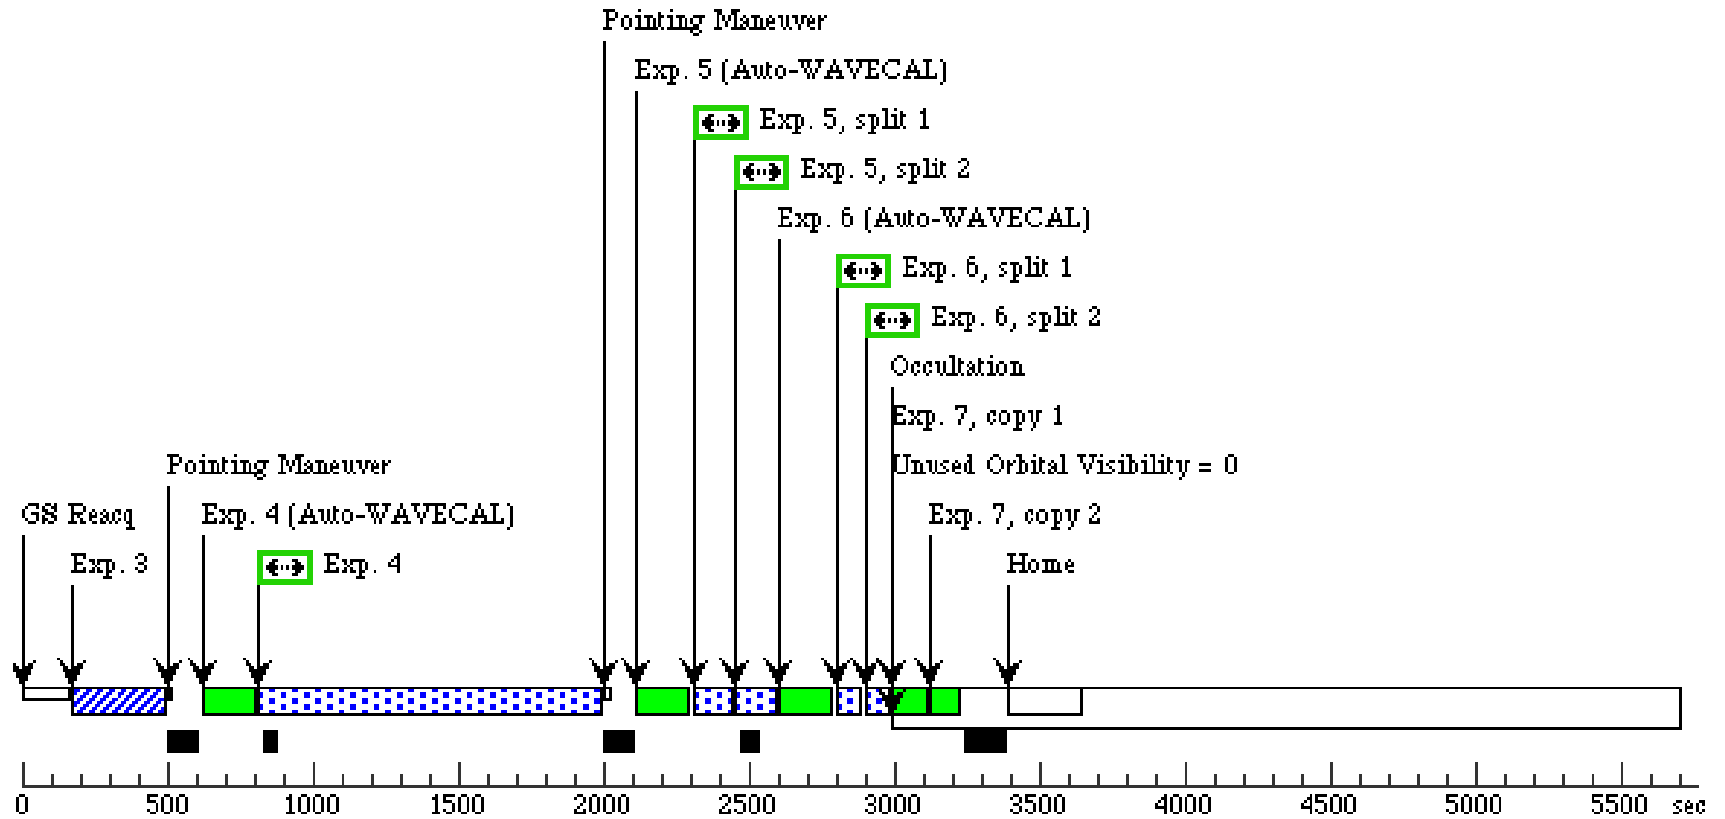 Pointing Maneuver
Exp. 5 (Auto-WAVECAL)
Exp. 5, split 1
Exp. 5, split 2
Exp. 6 (Auto-WAVECAL)
Exp. 6, split 1
Exp. 6, split 2
Occultation
Exp. 7, copy 1
Pointing Maneuver
Unused Orbital Visibility = 0
GS Reacq
Exp. 4 (Auto-WAVECAL)
Exp. 7, copy 2
Exp. 3
Exp. 4
Home
0 500 1000 1500 2000 2500 3000 3500 4000 4500 5000 5500 sec